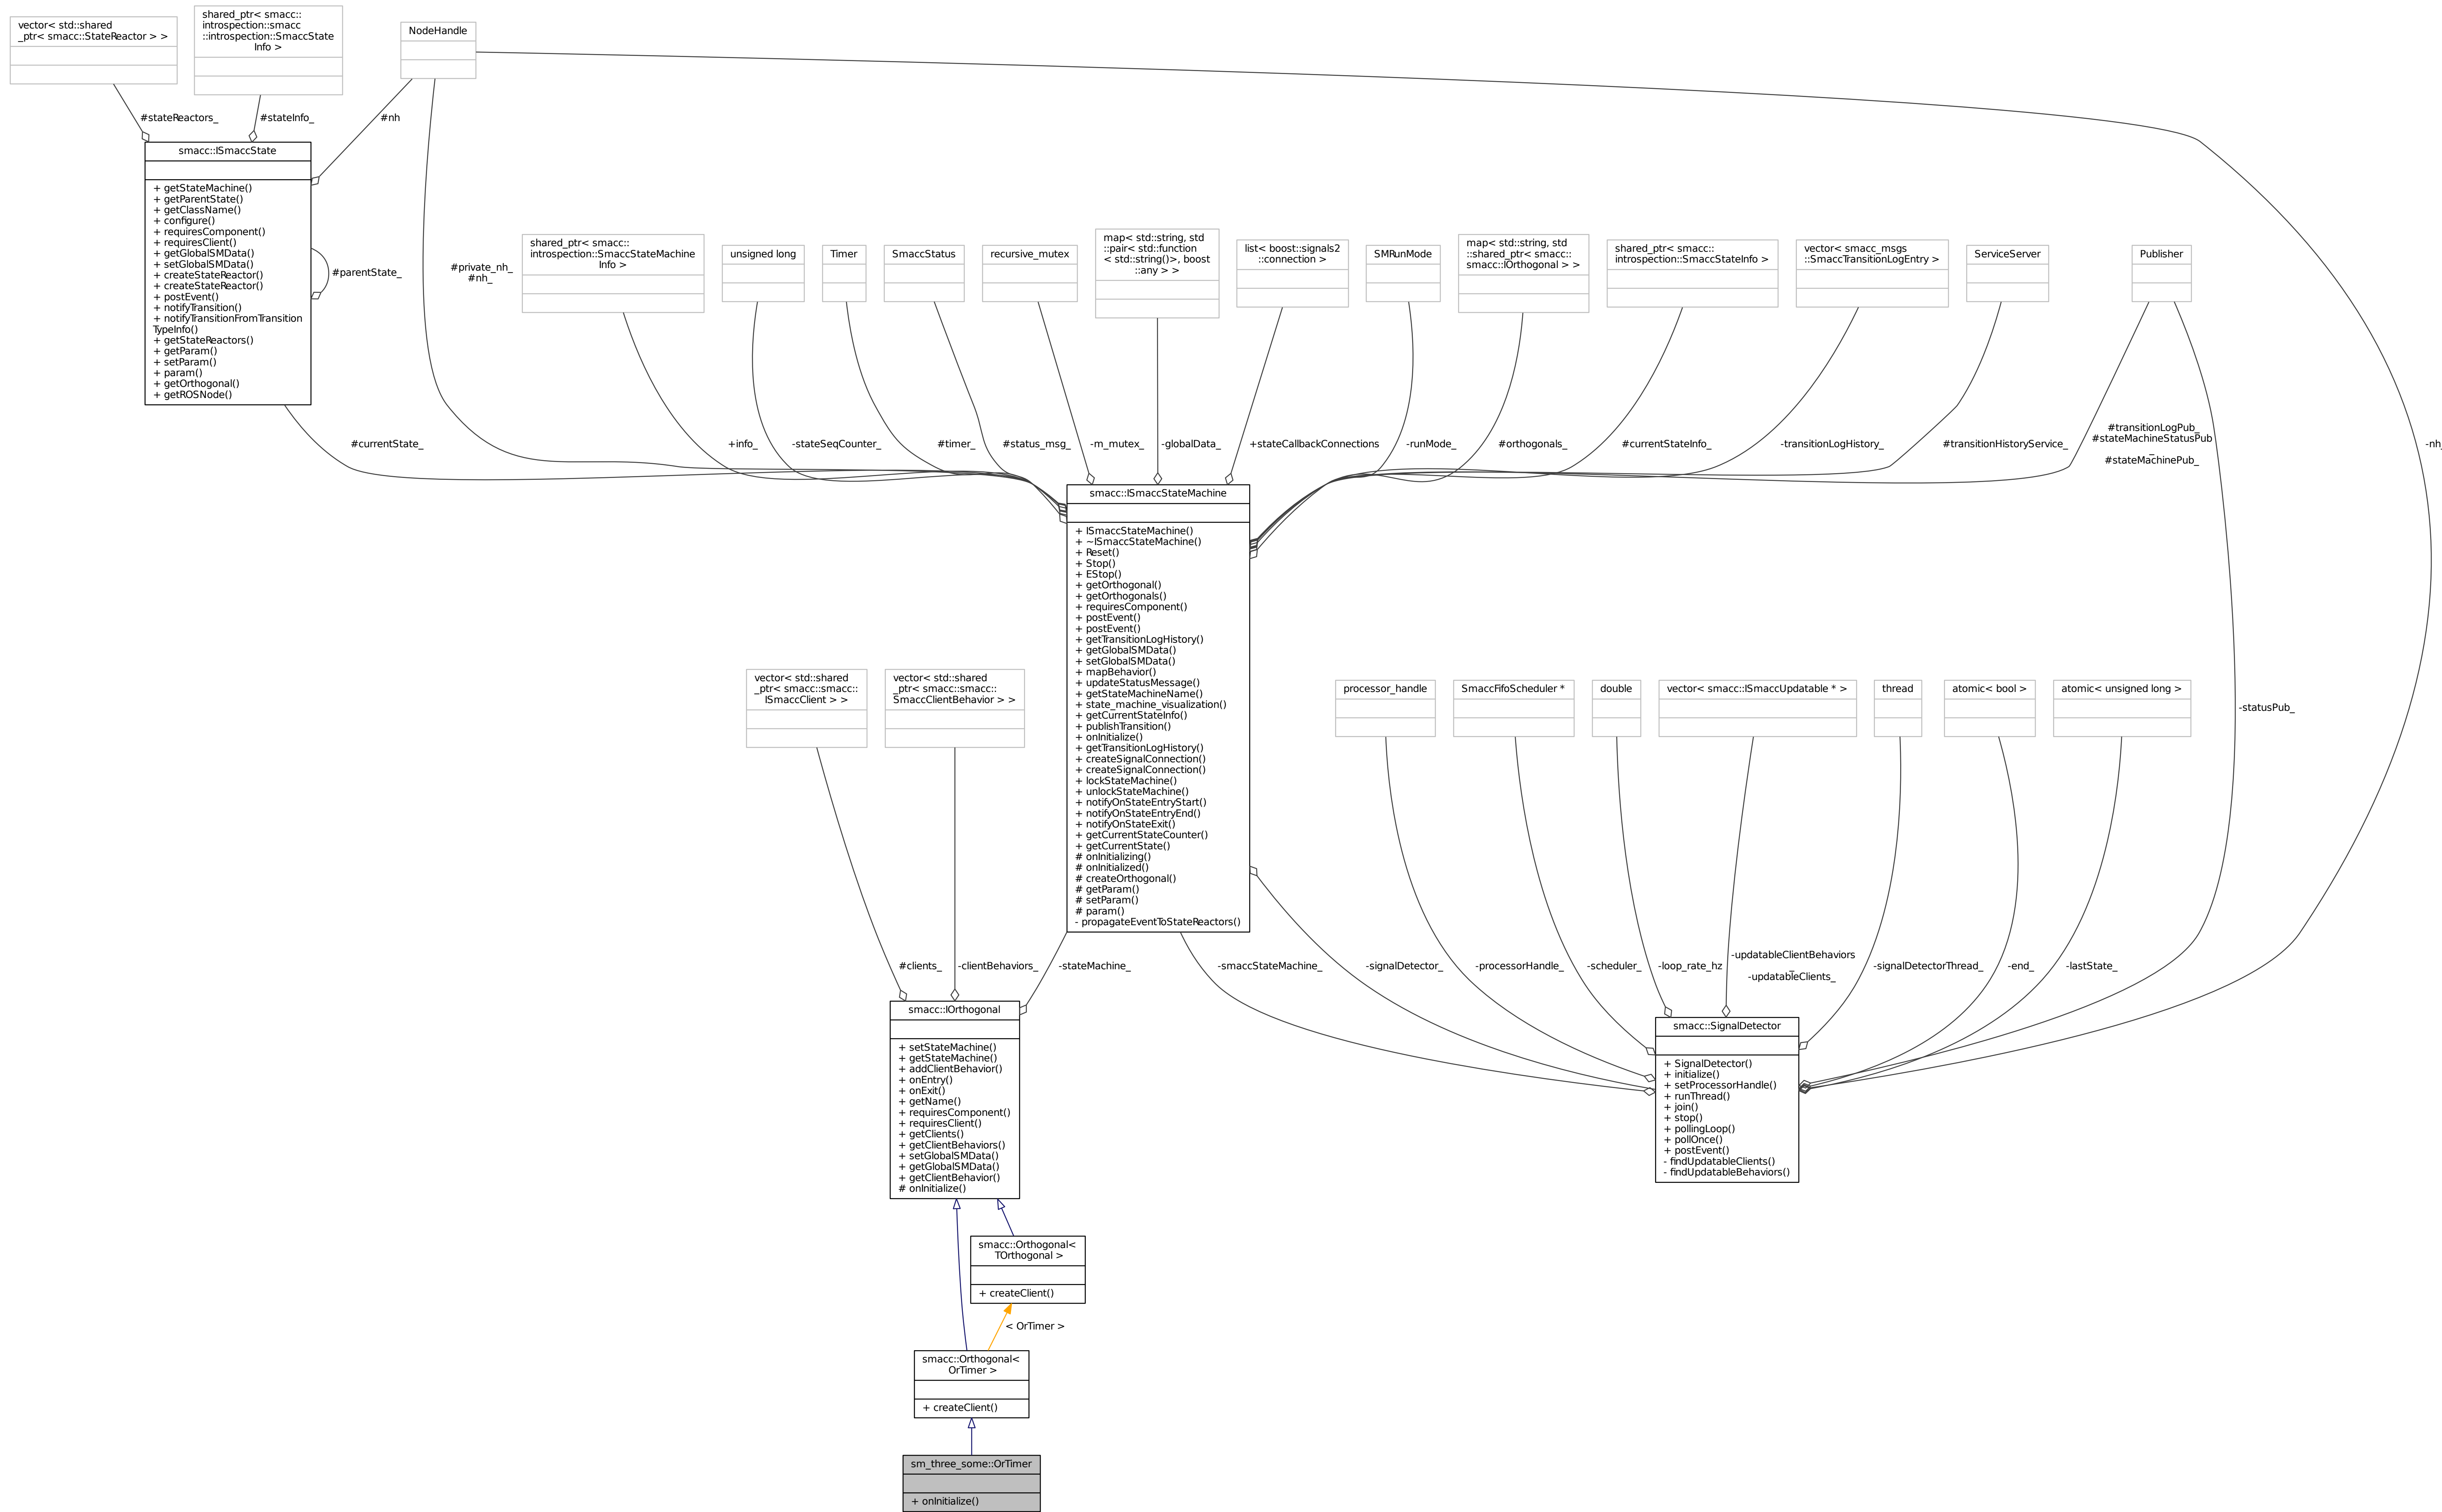 vector< std::shared
_ptr< smacc::StateReactor > >
shared_ptr< smacc::
introspection::smacc
::introspection::SmaccState
Info >
NodeHandle
#stateReactors_
#stateInfo_
#nh
smacc::ISmaccState
+ getStateMachine()
+ getParentState()
+ getClassName()
+ configure()
+ requiresComponent()
+ requiresClient()
+ getGlobalSMData()
+ setGlobalSMData()
+ createStateReactor()
+ createStateReactor()
+ postEvent()
+ notifyTransition()
+ notifyTransitionFromTransition
TypeInfo()
+ getStateReactors()
+ getParam()
+ setParam()
+ param()
+ getOrthogonal()
+ getROSNode()
#parentState_
#private_nh_
#nh_
shared_ptr< smacc::
introspection::SmaccStateMachine
Info >
unsigned long
Timer
SmaccStatus
recursive_mutex
map< std::string, std
::pair< std::function
< std::string()>, boost
::any > >
list< boost::signals2
::connection >
SMRunMode
map< std::string, std
::shared_ptr< smacc::
smacc::IOrthogonal > >
shared_ptr< smacc::
introspection::SmaccStateInfo >
vector< smacc_msgs
::SmaccTransitionLogEntry >
ServiceServer
Publisher
#currentState_
+info_
-stateSeqCounter_
#timer_
#status_msg_
-m_mutex_
-globalData_
+stateCallbackConnections
-runMode_
#orthogonals_
#currentStateInfo_
-transitionLogHistory_
#transitionHistoryService_
#transitionLogPub_
#stateMachineStatusPub
_
#stateMachinePub_
-nh_
smacc::ISmaccStateMachine
+ ISmaccStateMachine()
+ ~ISmaccStateMachine()
+ Reset()
+ Stop()
+ EStop()
+ getOrthogonal()
+ getOrthogonals()
+ requiresComponent()
+ postEvent()
+ postEvent()
+ getTransitionLogHistory()
+ getGlobalSMData()
+ setGlobalSMData()
+ mapBehavior()
+ updateStatusMessage()
+ getStateMachineName()
+ state_machine_visualization()
+ getCurrentStateInfo()
+ publishTransition()
+ onInitialize()
+ getTransitionLogHistory()
+ createSignalConnection()
+ createSignalConnection()
+ lockStateMachine()
+ unlockStateMachine()
+ notifyOnStateEntryStart()
+ notifyOnStateEntryEnd()
+ notifyOnStateExit()
+ getCurrentStateCounter()
+ getCurrentState()
# onInitializing()
# onInitialized()
# createOrthogonal()
# getParam()
# setParam()
# param()
- propagateEventToStateReactors()
vector< std::shared
_ptr< smacc::smacc::
ISmaccClient > >
vector< std::shared
_ptr< smacc::smacc::
SmaccClientBehavior > >
processor_handle
SmaccFifoScheduler *
double
vector< smacc::ISmaccUpdatable * >
thread
atomic< bool >
atomic< unsigned long >
-statusPub_
#clients_
-clientBehaviors_
-stateMachine_
-smaccStateMachine_
-signalDetector_
-processorHandle_
-scheduler_
-loop_rate_hz
-updatableClientBehaviors
_
-updatableClients_
-signalDetectorThread_
-end_
-lastState_
smacc::IOrthogonal
+ setStateMachine()
+ getStateMachine()
+ addClientBehavior()
+ onEntry()
+ onExit()
+ getName()
+ requiresComponent()
+ requiresClient()
+ getClients()
+ getClientBehaviors()
+ setGlobalSMData()
+ getGlobalSMData()
+ getClientBehavior()
# onInitialize()
smacc::SignalDetector
+ SignalDetector()
+ initialize()
+ setProcessorHandle()
+ runThread()
+ join()
+ stop()
+ pollingLoop()
+ pollOnce()
+ postEvent()
- findUpdatableClients()
- findUpdatableBehaviors()
smacc::Orthogonal<
TOrthogonal >
+ createClient()
< OrTimer >
smacc::Orthogonal<
OrTimer >
+ createClient()
sm_three_some::OrTimer
+ onInitialize()